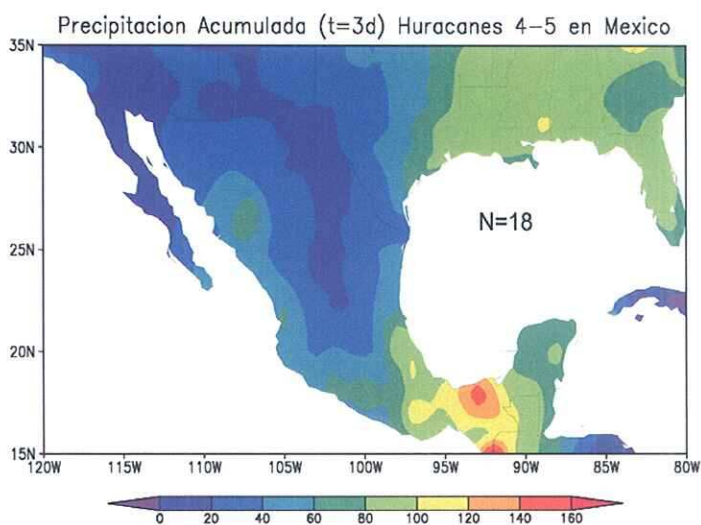 Precipitacion Acumulada (t=3d) Huracanes 4-5 en Mexico
35N
30N
N=18
25N
20N
15N
120W 115W 110W 105W 100W 95W 90W 85W 80W
0 20 40 60 80 100 120 140 160